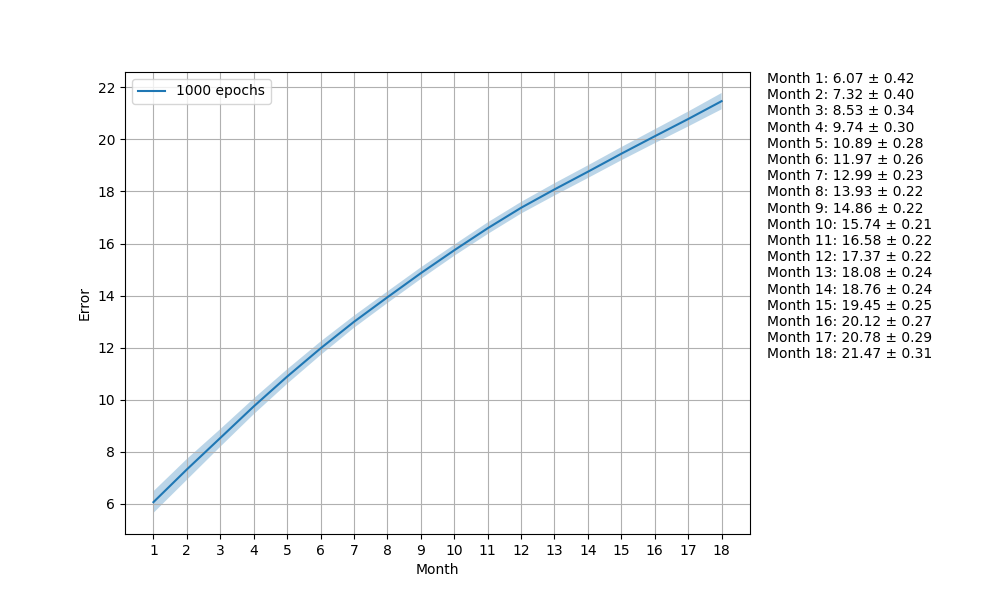 1000 epochs
Error
22
20
18
16
14
12
10
8
6
1 2 3 4 5 6 7 8 9 10 11 12 13 14 15 16 17 18
Month
Month 1: 6.07 ± 0.42
Month 2: 7.32 ± 0.40
Month 3: 8.53 ± 0.34
Month 4: 9.74 ± 0.30
Month 5: 10.89 ± 0.28
Month 6: 11.97 ± 0.26
Month 7: 12.99 ± 0.23
Month 8: 13.93 ± 0.22
Month 9: 14.86 ± 0.22
Month 10: 15.74 ± 0.21
Month 11: 16.58 ± 0.22
Month 12: 17.37 ± 0.22
Month 13: 18.08 ± 0.24
Month 14: 18.76 ± 0.24
Month 15: 19.45 ± 0.25
Month 16: 20.12 ± 0.27
Month 17: 20.78 ± 0.29
Month 18: 21.47 ± 0.31